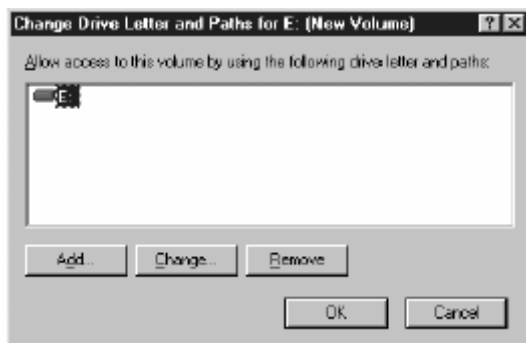 Change Drive Letter and Paths for E: (New Volume)
Allow access to this volume by using the following drive letter and paths:
E:
Add... Change... Remove
OK Cancel